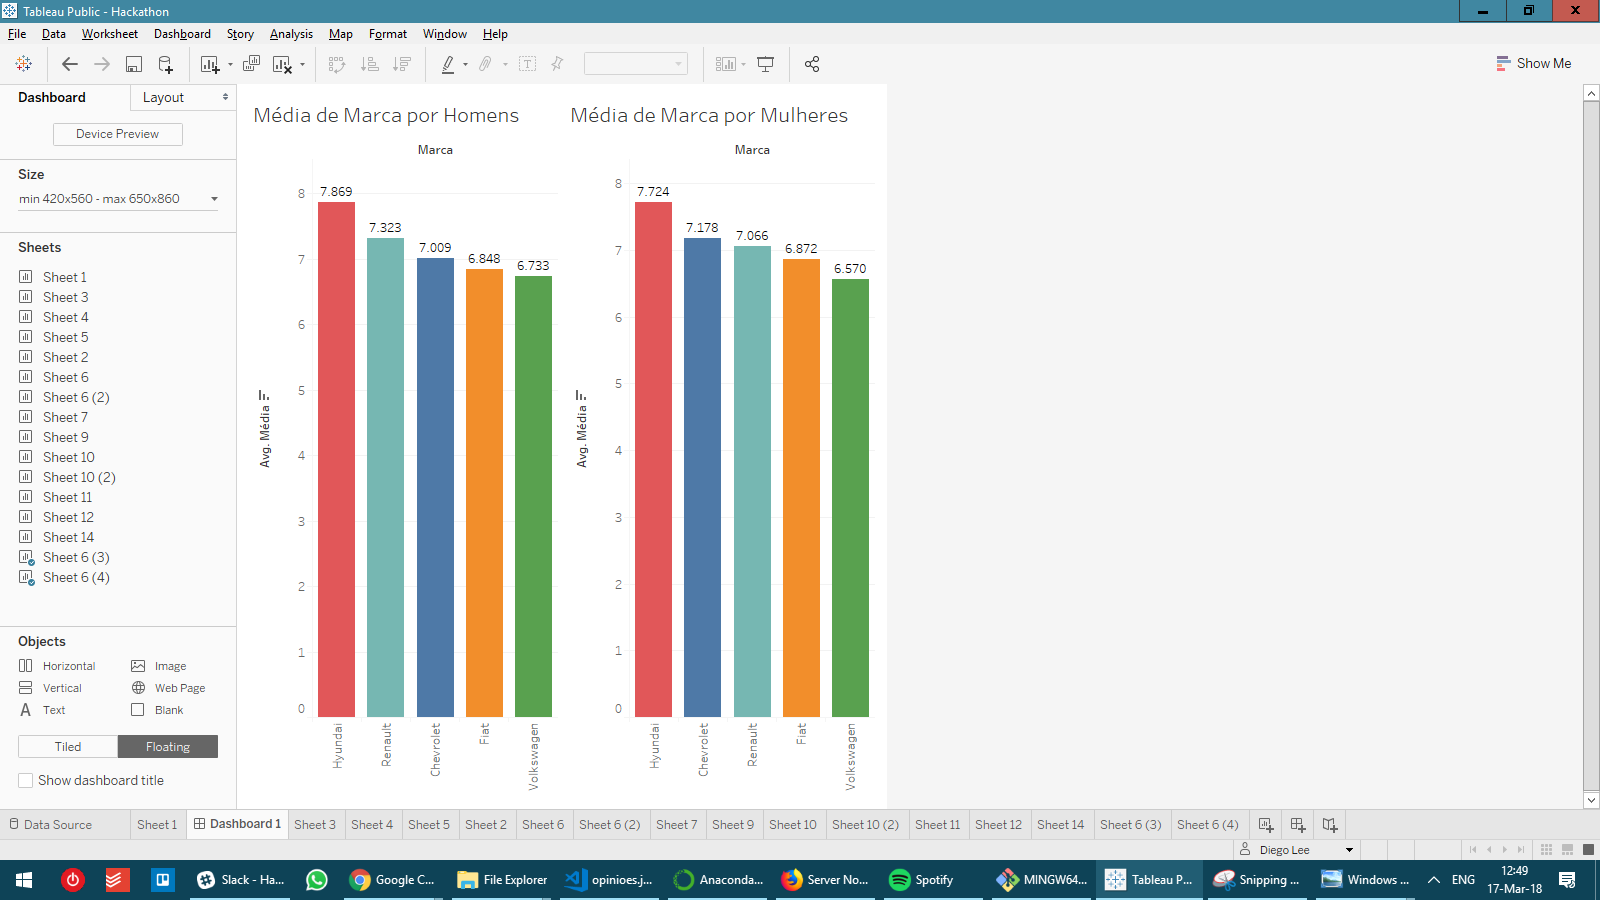 Tableau Public - Hackathon
File Data Worksheet Dashboard Story Analysis Map Format Window Help
Show Me
Dashboard Layout
Device Preview
Size
min 420x560 - max 650x860
Sheets
Sheet 1
Sheet 3
Sheet 4
Sheet 5
Sheet 2
Sheet 6
Sheet 6 (2)
Sheet 7
Sheet 9
Sheet 10
Sheet 10 (2)
Sheet 11
Sheet 12
Sheet 14
Sheet 6 (3)
Sheet 6 (4)
Objects
Horizontal Image
Vertical Web Page
A Text Blank
Tiled Floating
Show dashboard title
Média de Marca por Homens
Marca
Avg. Média
8
7
6
5
4
3
2
1
0
7.869
7.323
7.009
6.848
6.733
Hyundai
Renault
Chevrolet
Fiat
Volkswagen
Média de Marca por Mulheres
Marca
Avg. Média
8
7
6
5
4
3
2
1
0
7.724
7.178
7.066
6.872
6.570
Hyundai
Chevrolet
Renault
Fiat
Volkswagen
Data Source Sheet 1 Dashboard 1 Sheet 3 Sheet 4 Sheet 5 Sheet 2 Sheet 6 Sheet 6 (2) Sheet 7 Sheet 9 Sheet 10 Sheet 10 (2) Sheet 11 Sheet 12 Sheet 14 Sheet 6 (3) Sheet 6 (4)
Diego Lee
Slack - Ha... Google C... File Explorer opinioes.j... Anaconda... Server No... Spotify MINGW64... Tableau P... Snipping ... Windows ... ENG 12:49
17-Mar-18